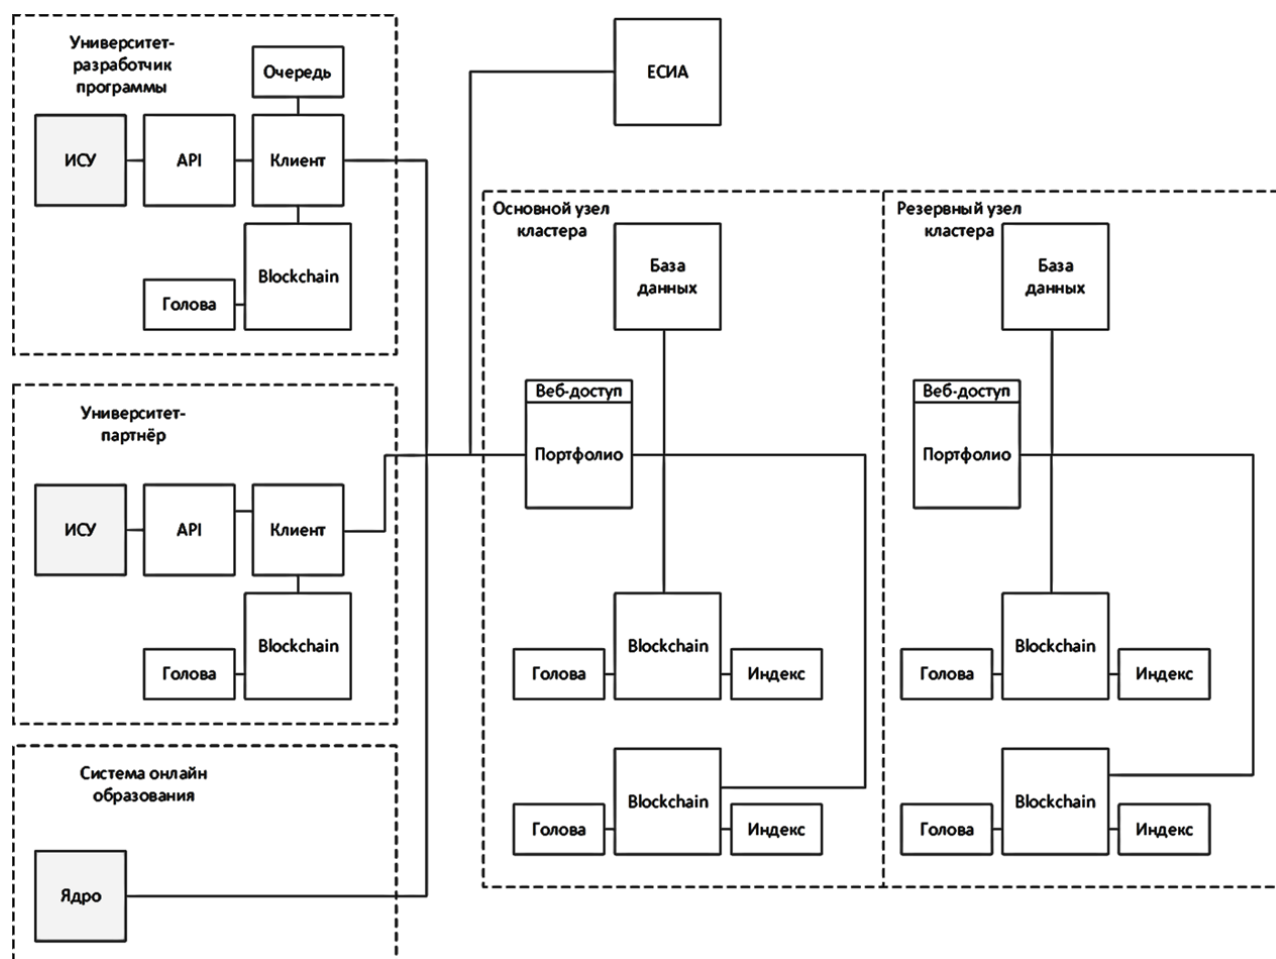 Университет-
разработчик
программы
Очередь
ИСУ
API
Клиент
Blockchain
Голова
Университет-
партнёр
ИСУ
API
Клиент
Blockchain
Голова
Система онлайн
образования
Ядро
ЕСИА
Основной узел
кластера
База
данных
Веб-доступ
Портфолио
Blockchain
Голова
Индекс
Blockchain
Голова
Индекс
Резервный узел
кластера
База
данных
Веб-доступ
Портфолио
Blockchain
Голова
Индекс
Blockchain
Голова
Индекс